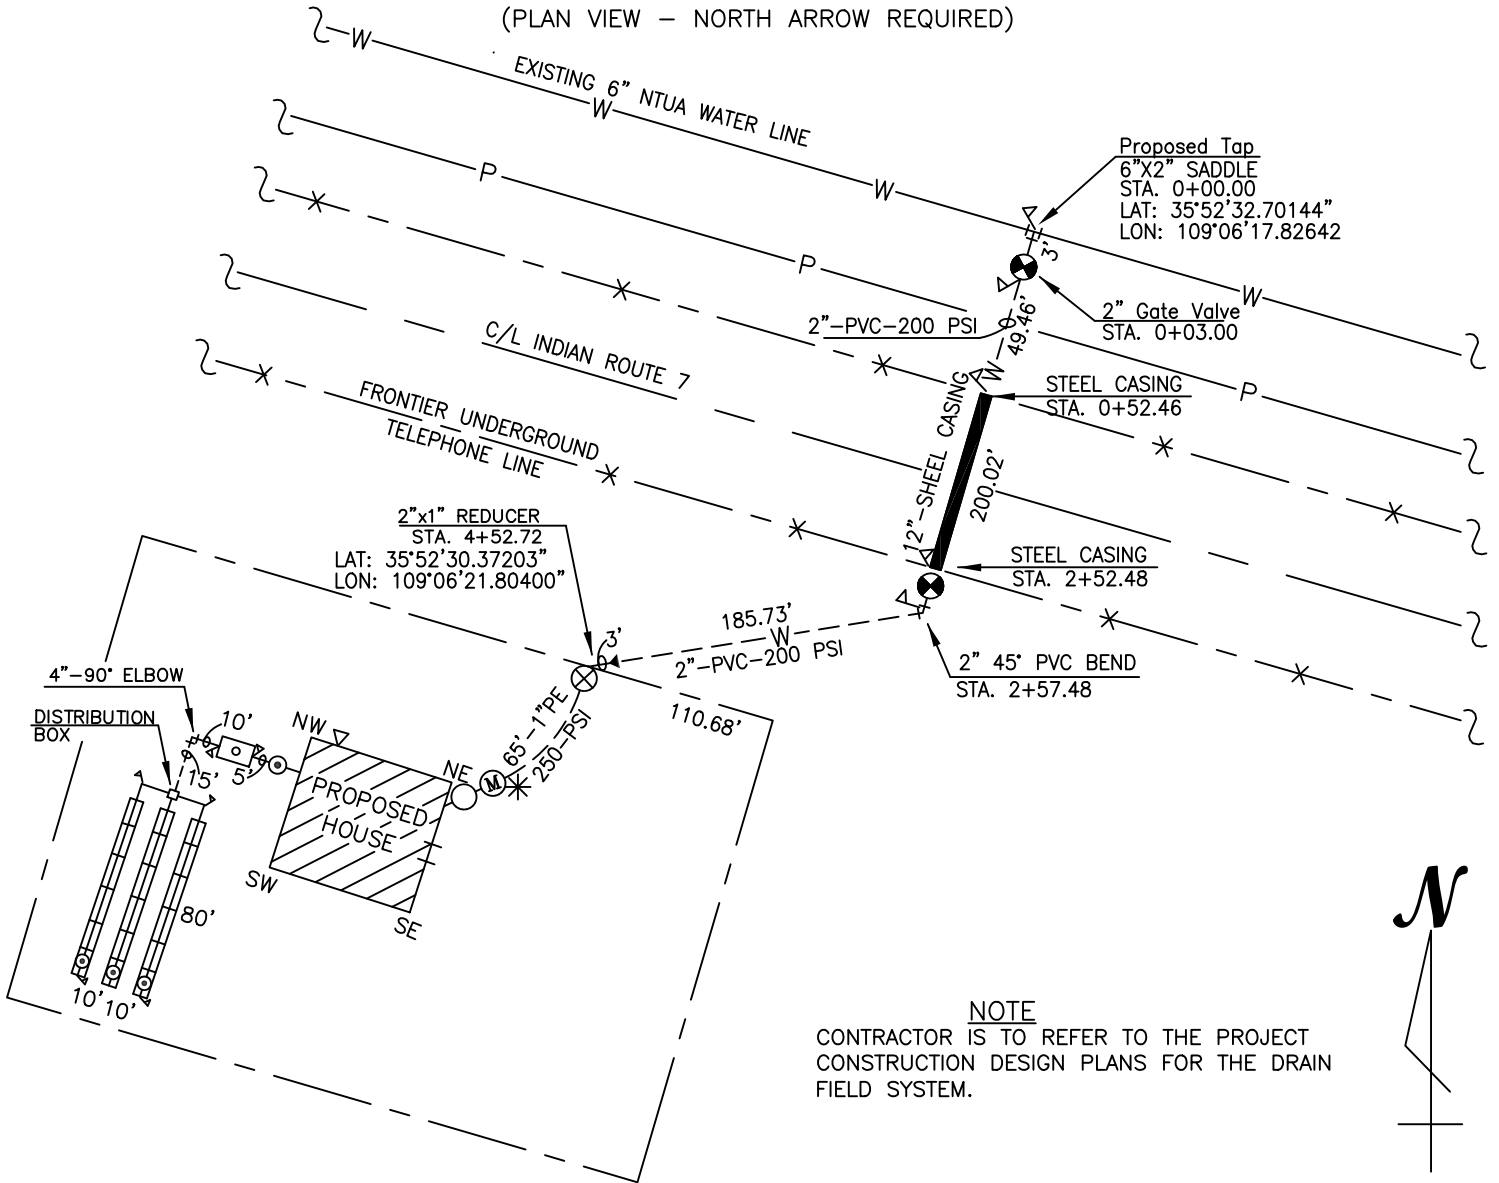 (PLAN VIEW – NORTH ARROW REQUIRED)
W
EXISTING 6" NTUA WATER LINE
W
W
W
Proposed Tap
6"X2" SADDLE
STA. 0+00.00
LAT: 35°52'32.70144"
LON: 109°06'17.82642
3'
P
P
P
2" Gate Valve
STA. 0+03.00
2"-PVC-200 PSI
49.46'
W
C/L INDIAN ROUTE 7
STEEL CASING
STA. 0+52.46
12"-SHEEL CASING
200.02'
FRONTIER UNDERGROUND
TELEPHONE LINE
STEEL CASING
STA. 2+52.48
2"x1" REDUCER
STA. 4+52.72
LAT: 35°52'30.37203"
LON: 109°06'21.80400"
3'
185.73'
W
2"-PVC-200 PSI
2" 45° PVC BEND
STA. 2+57.48
110.68'
4"-90° ELBOW
DISTRIBUTION
BOX
10'
15'
5'
NW
NE
SW
SE
PROPOSED
HOUSE
M
65'-1"PE
250-PSI
80'
10'
10'
NOTE
CONTRACTOR IS TO REFER TO THE PROJECT
CONSTRUCTION DESIGN PLANS FOR THE DRAIN
FIELD SYSTEM.
N